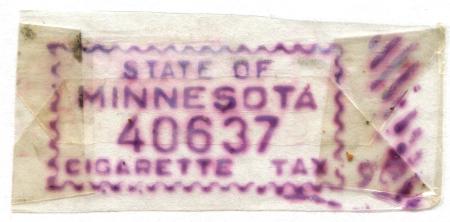 STATE OF
MINNESOTA
40637
CIGARETTE TAX